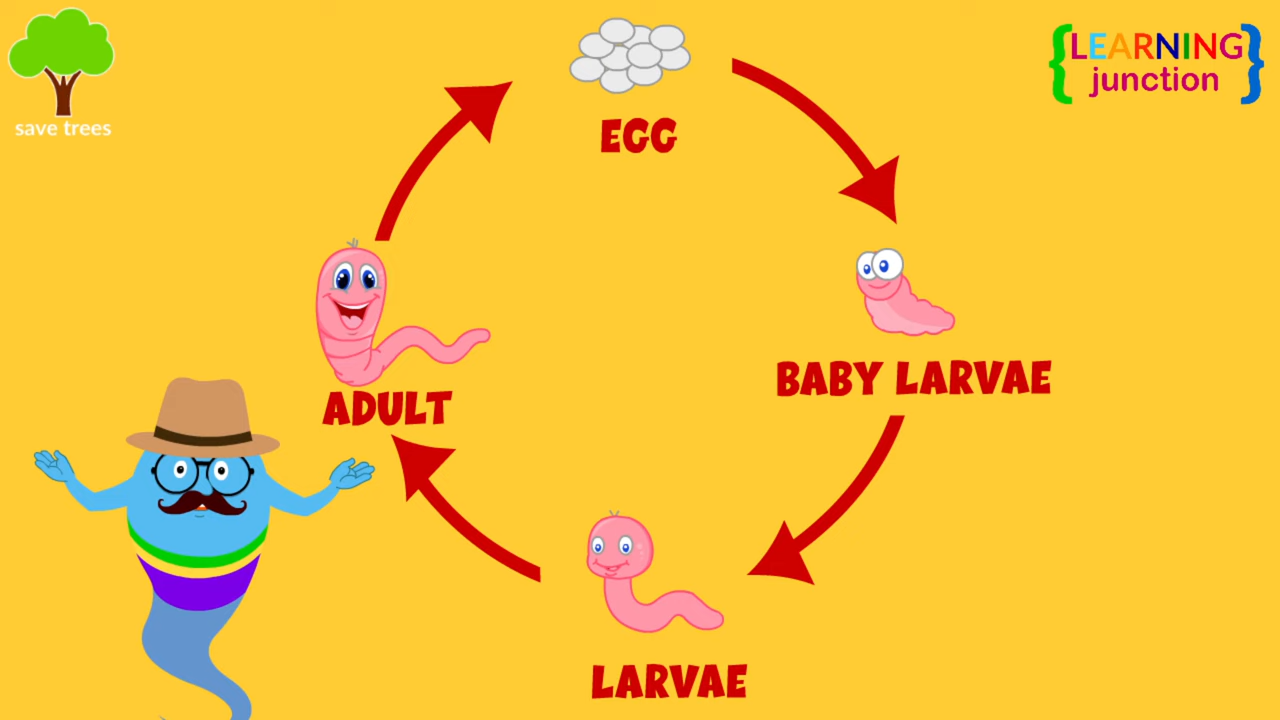 save trees
{LEARNING
junction}
EGG
BABY LARVAE
ADULT
LARVAE